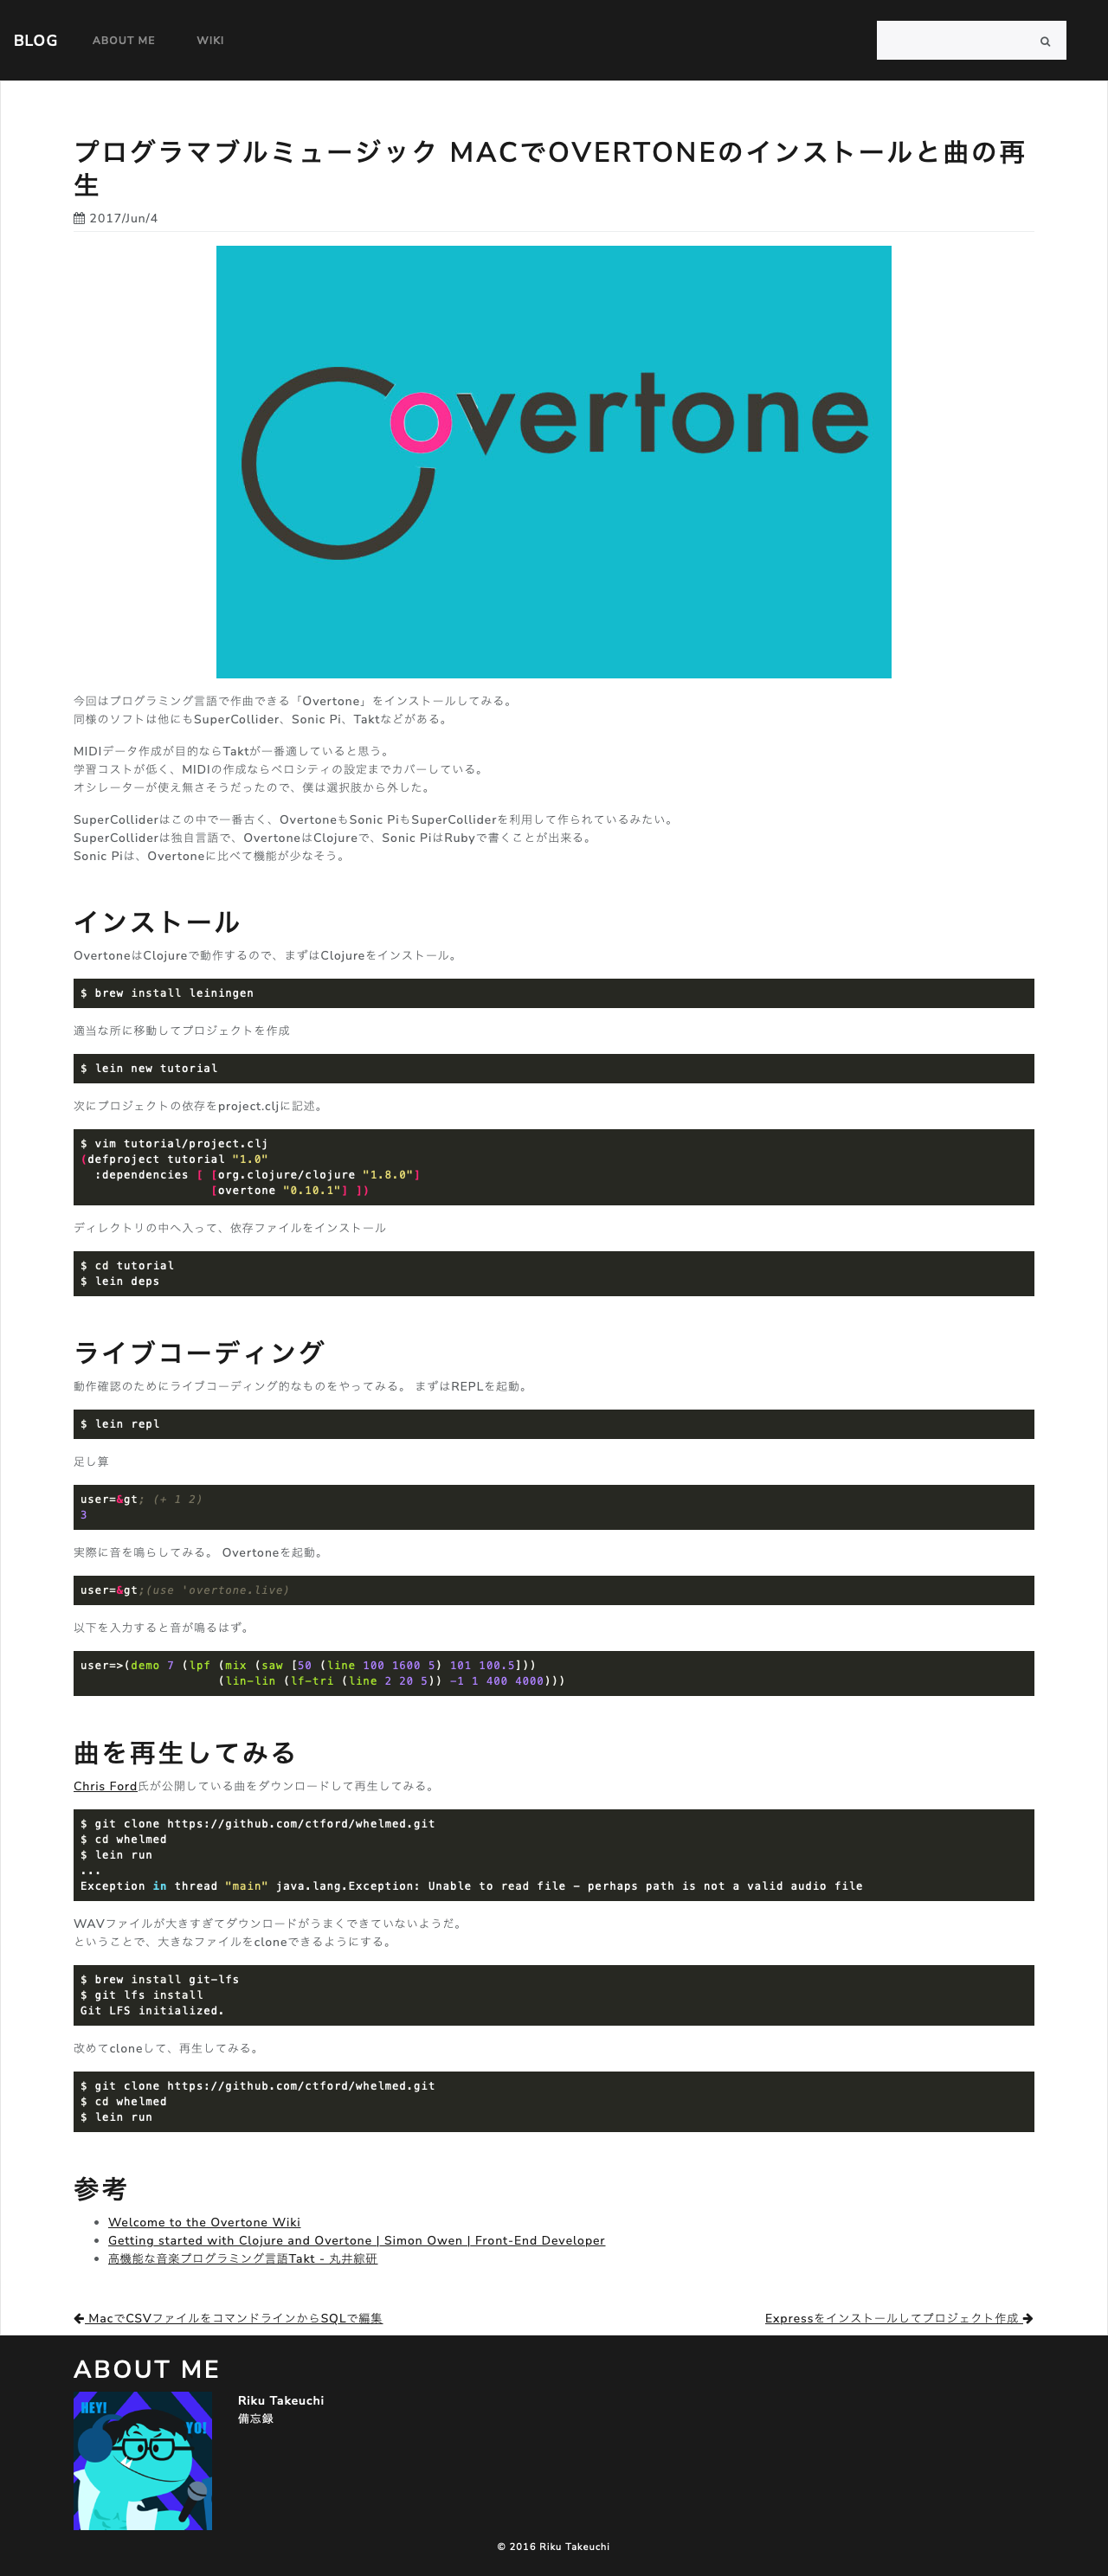 BLOG
ABOUT ME
WIKI
プログラマブルミュージック MACでOVERTONEのインストールと曲の再
生
2017/Jun/4
overtone
今回はプログラミング言語で作曲できる「Overtone」をインストールしてみる。
同様のソフトは他にもSuperCollider、Sonic Pi、Taktなどがある。
MIDIデータ作成が目的ならTaktが一番適していると思う。
学習コストが低く、MIDIの作成ならベロシティの設定までカバーしている。
オシレーターが使え無さそうだったので、僕は選択肢から外した。
SuperColliderはこの中で一番古く、OvertoneもSonic PiもSuperColliderを利用して作られているみたい。
SuperColliderは独自言語で、OvertoneはClojureで、Sonic PiはRubyで書くことが出来る。
Sonic Piは、Overtoneに比べて機能が少なそう。
インストール
OvertoneはClojureで動作するので、まずはClojureをインストール。
$ brew install leiningen
適当な所に移動してプロジェクトを作成
$ lein new tutorial
次にプロジェクトの依存をproject.cljに記述。
$ vim tutorial/project.clj
(defproject tutorial "1.0"
:dependencies [ [org.clojure/clojure "1.8.0"]
[overtone "0.10.1"] ])
ディレクトリの中へ入って、依存ファイルをインストール
$ cd tutorial
$ lein deps
ライブコーディング
動作確認のためにライブコーディング的なものをやってみる。 まずはREPLを起動。
$ lein repl
足し算
user=&gt; (+ 1 2)
3
実際に音を鳴らしてみる。 Overtoneを起動。
user=&gt;(use 'overtone.live)
以下を入力すると音が鳴るはず。
user=>(demo 7 (lpf (mix (saw [50 (line 100 1600 5) 101 100.5]))
(lin-lin (lf-tri (line 2 20 5)) -1 1 400 4000)))
曲を再生してみる
Chris Ford氏が公開している曲をダウンロードして再生してみる。
$ git clone https://github.com/ctford/whelmed.git
$ cd whelmed
$ lein run
...
Exception in thread "main" java.lang.Exception: Unable to read file - perhaps path is not a valid audio file
WAVファイルが大きすぎてダウンロードがうまくできていないようだ。
ということで、大きなファイルをcloneできるようにする。
$ brew install git-lfs
$ git lfs install
Git LFS initialized.
改めてcloneして、再生してみる。
$ git clone https://github.com/ctford/whelmed.git
$ cd whelmed
$ lein run
参考
Welcome to the Overtone Wiki
Getting started with Clojure and Overtone | Simon Owen | Front-End Developer
高機能な音楽プログラミング言語Takt - 丸井綜研
MacでCSVファイルをコマンドラインからSQLで編集
Expressをインストールしてプロジェクト作成
ABOUT ME
HEY!
YO!
Riku Takeuchi
備忘録
© 2016 Riku Takeuchi